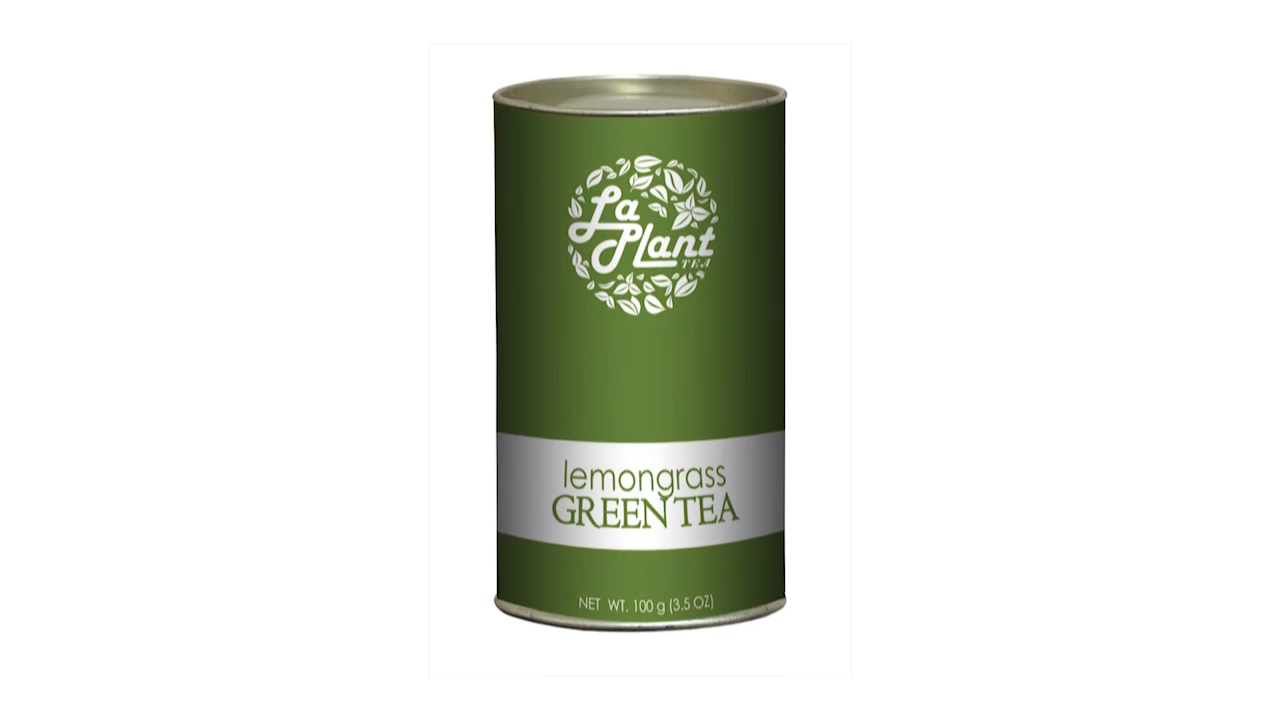 La
Plant
TEA
lemongrass
GREEN TEA
NET WT. 100 g (3.5 OZ)